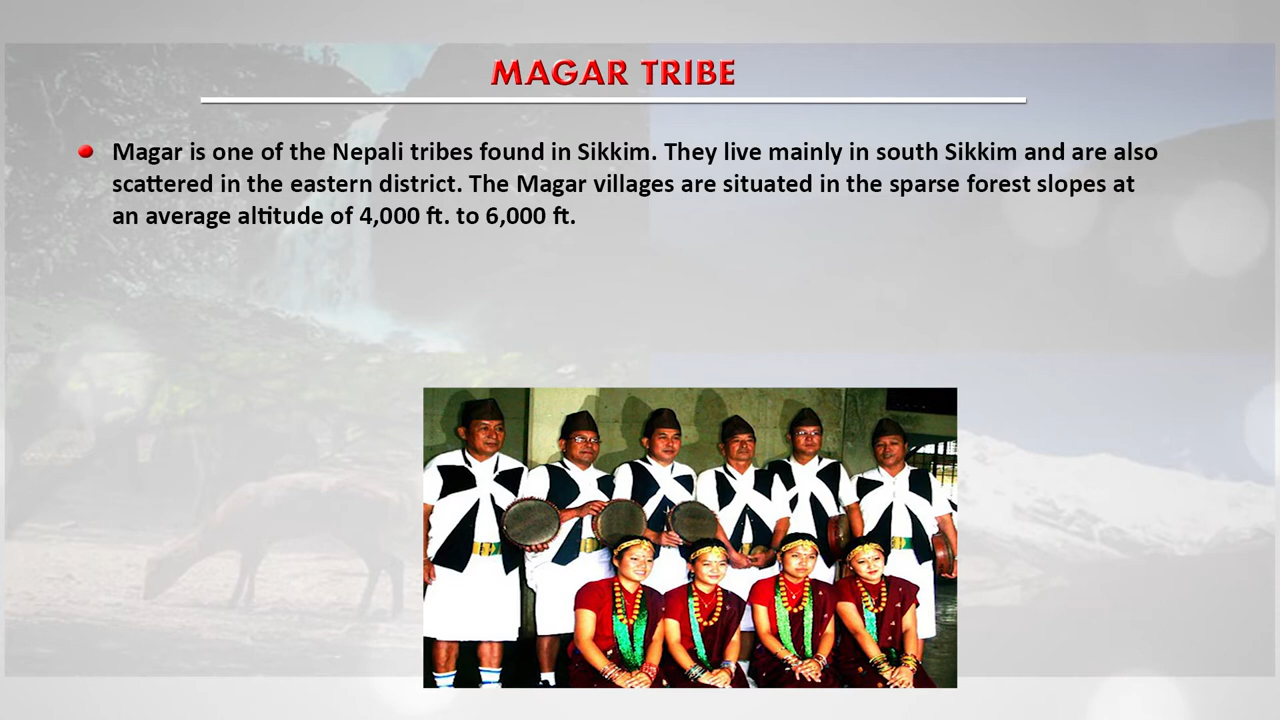 MAGAR TRIBE
Magar is one of the Nepali tribes found in Sikkim. They live mainly in south Sikkim and are also
scattered in the eastern district. The Magar villages are situated in the sparse forest slopes at
an average altitude of 4,000 ft. to 6,000 ft.